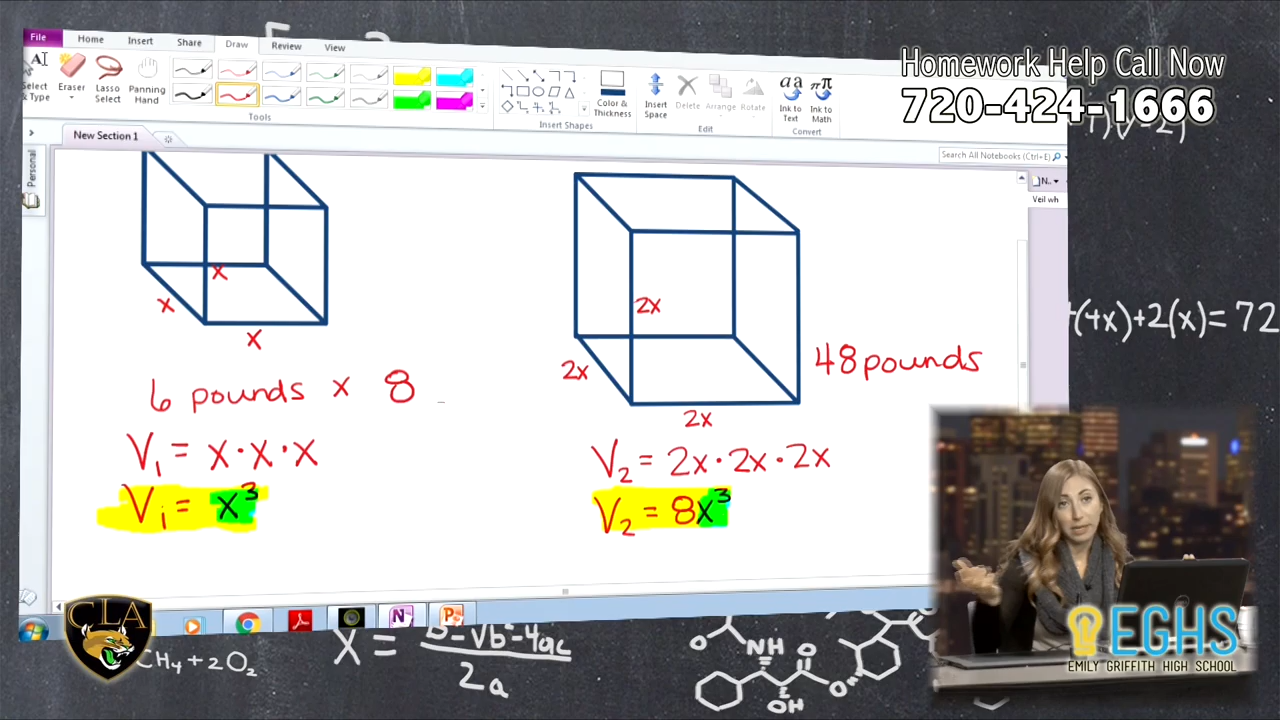 Homework Help Call Now
720-424-1666
File Home Insert Share Draw Review View
Select & Type
Eraser
Lasso Select
Panning Hand
Tools
Insert Shapes
Color & Thickness
Insert Space
Delete
Arrange
Rotate
Edit
Ink to Text
Ink to Math
Convert
New Section 1
Search All Notebooks (Ctrl+E)
Personal
x
x
x
2x
2x
2x
6 pounds x 8
48 pounds
V₁ = x·x·x
V₁ = x³
V₂ = 2x·2x·2x
V₂ = 8x³
(4x)+2(x)=72
CLA
CH₄ + 2O₂
X = b-√b²-4ac
2a
NH
O
O
O
OH
EGHS
EMILY GRIFFITH HIGH SCHOOL